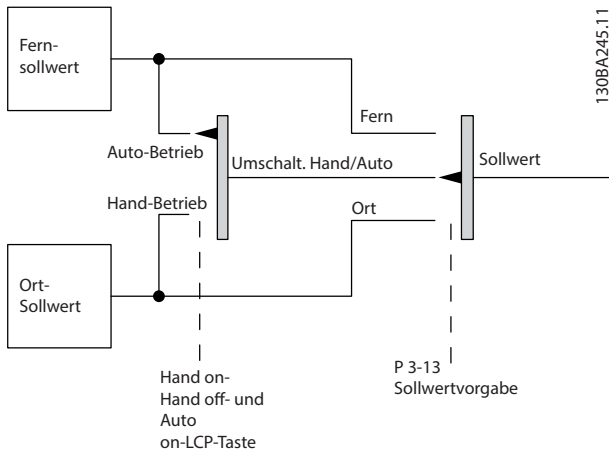 130BA245.11
Fern-
sollwert
Fern
Auto-Betrieb
Umschalt. Hand/Auto
Sollwert
Hand-Betrieb
Ort
Ort-
Sollwert
P 3-13
Sollwertvorgabe
Hand on-
Hand off- und
Auto
on-LCP-Taste